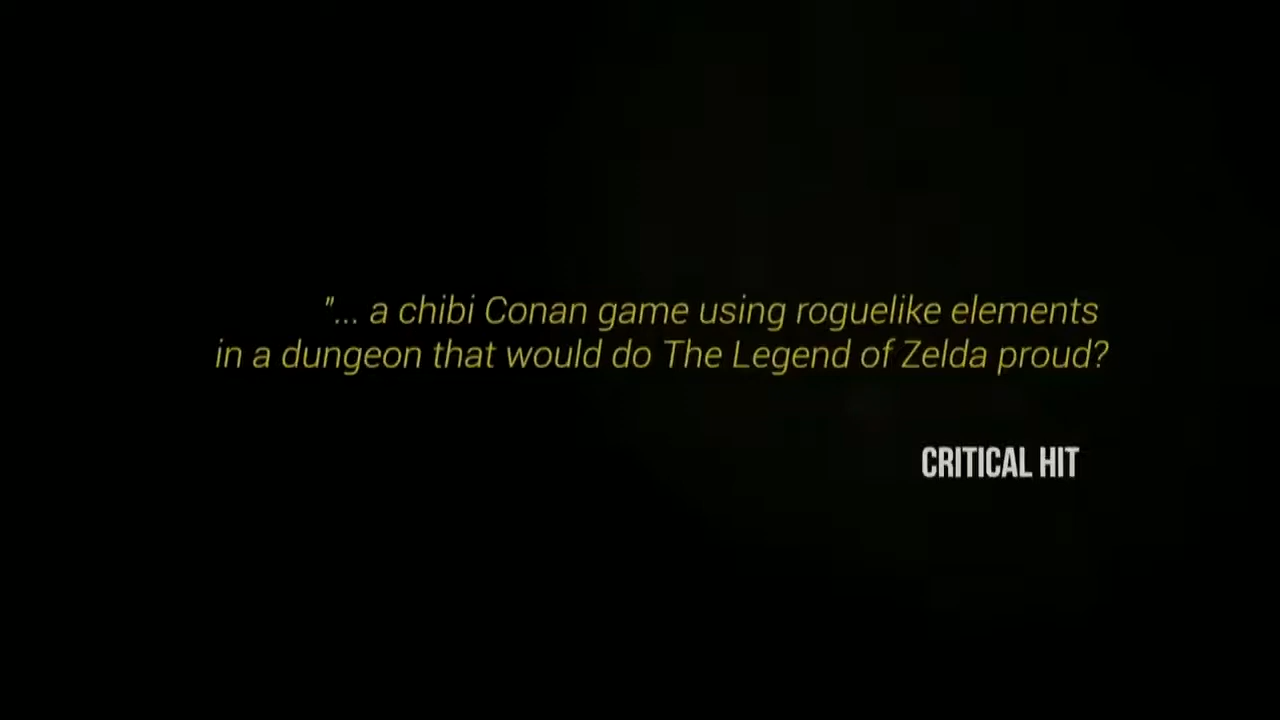 "... a chibi Conan game using roguelike elements
in a dungeon that would do The Legend of Zelda proud?
CRITICAL HIT